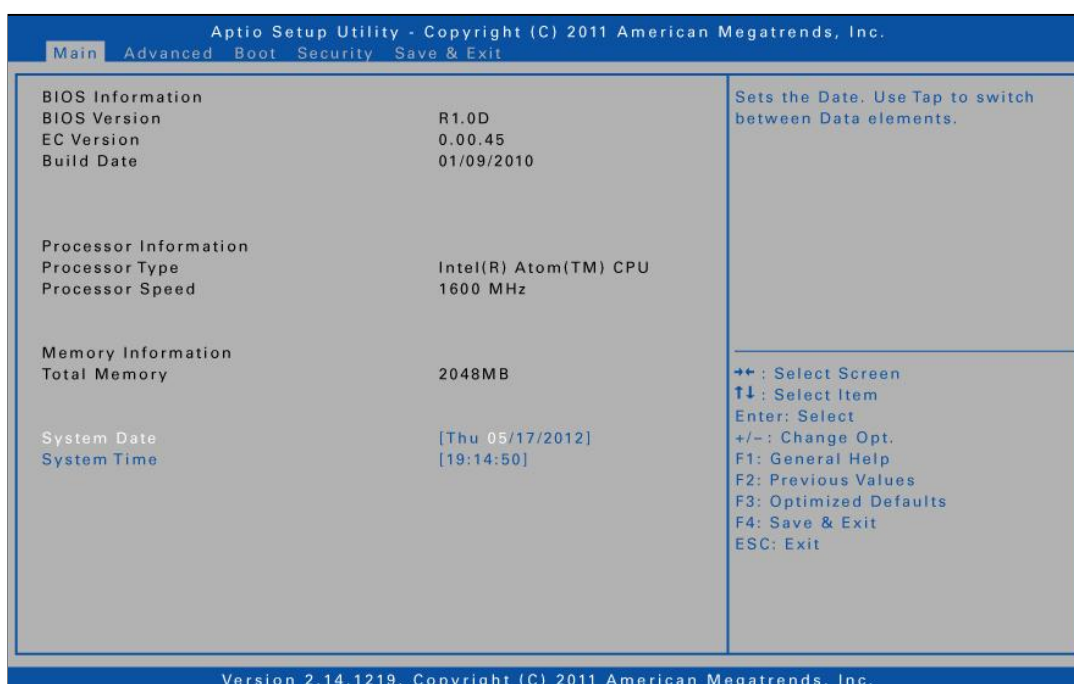 Aptio Setup Utility - Copyright (C) 2011 American Megatrends, Inc.
Main Advanced Boot Security Save & Exit
BIOS Information
BIOS Version R1.0D
EC Version 0.00.45
Build Date 01/09/2010
Processor Information
Processor Type Intel(R) Atom(TM) CPU
Processor Speed 1600 MHz
Memory Information
Total Memory 2048MB
System Date [Thu 05/17/2012]
System Time [19:14:50]
Sets the Date. Use Tap to switch
between Data elements.
→← : Select Screen
↑↓ : Select Item
Enter: Select
+/− : Change Opt.
F1: General Help
F2: Previous Values
F3: Optimized Defaults
F4: Save & Exit
ESC: Exit
Version 2.14.1219. Copyright (C) 2011 American Megatrends, Inc.